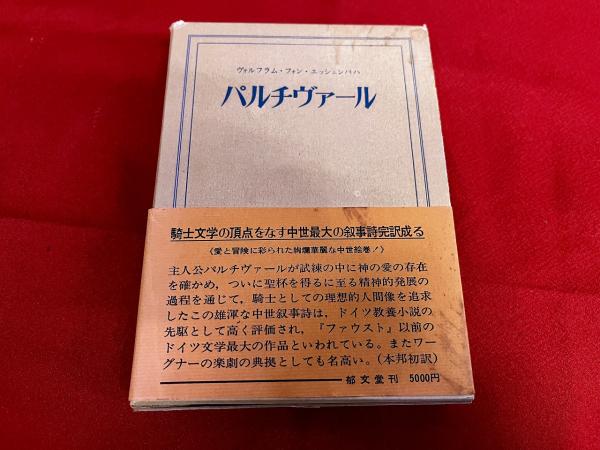 ヴォルフラム・フォン・エッシェンバハ
パルチヴァール
騎士文学の頂点をなす中世最大の叙事詩完訳成る
〈愛と冒険に彩られた絢爛華麗な中世絵巻！〉
主人公パルチヴァールが試練の中に神の愛の存在
を確かめ，ついに聖杯を得るに至る精神的発展の
過程を通じて，騎士としての理想的人間像を追求
したこの雄渾な中世叙事詩は，ドイツ教養小説の
先駆として高く評価され，『ファウスト』以前の
ドイツ文学最大の作品といわれている。またワー
グナーの楽劇の典拠としても名高い。（本邦初訳）
郁文堂刊 5000円